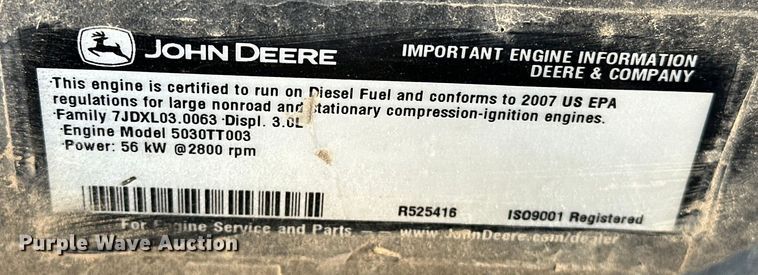 JOHN DEERE
IMPORTANT ENGINE INFORMATION
DEERE & COMPANY
This engine is certified to run on Diesel Fuel and conforms to 2007 US EPA
regulations for large nonroad and stationary compression-ignition engines.
Family 7JDXL03.0063 Displ. 3.0L
Engine Model 5030TT003
Power: 56 kW @2800 rpm
R525416 ISO9001 Registered
For Engine Service and Parts www.JohnDeere.com/dealer
Purple Wave Auction